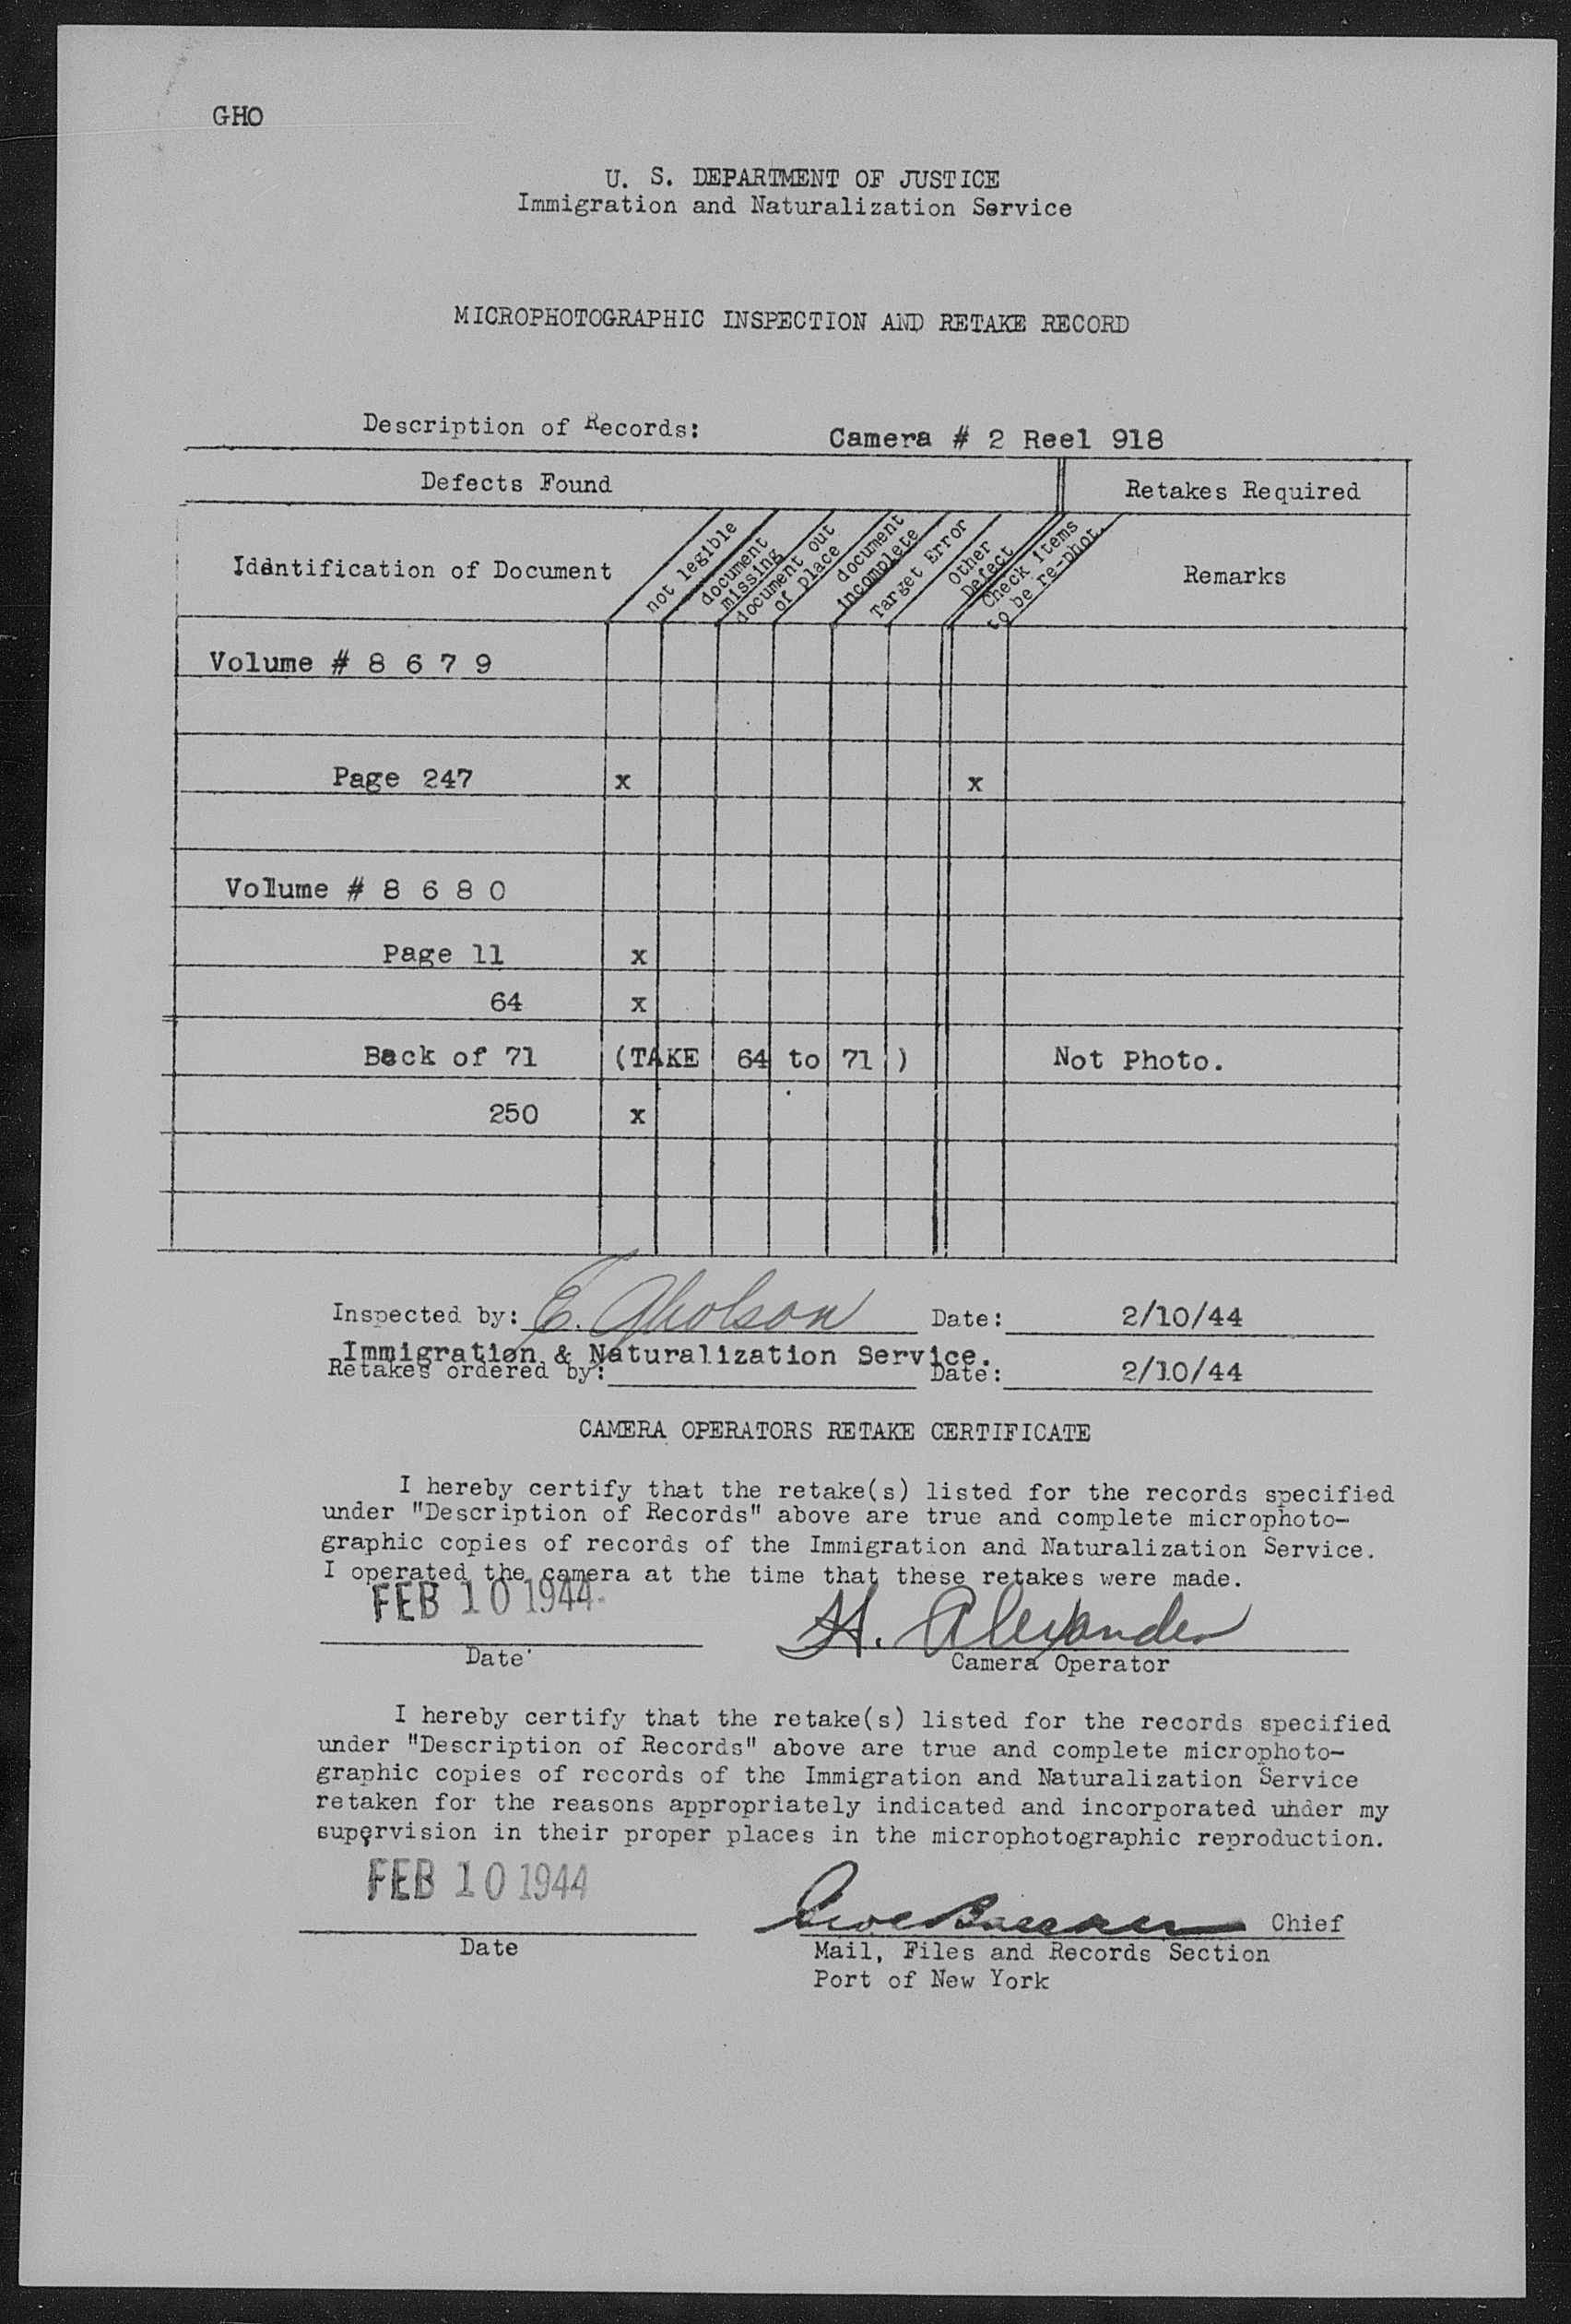 GHO
U. S. DEPARTMENT OF JUSTICE
Immigration and Naturalization Service
MICROPHOTOGRAPHIC INSPECTION AND RETAKE RECORD
Description of Records: Camera # 2 Reel 918
Defects Found Retakes Required
Identification of Document
not legible
document
missing
document out
of place
document
incomplete
Target Error
Other
Defect
Check Items
to be re-phot.
Remarks
Volume # 8 6 7 9
Page 247 x x
Volume # 8 6 8 0
Page 11 x
64 x
Back of 71 (TAKE 64 to 71 ) Not Photo.
250 x
Inspected by: E. Gholson Date: 2/10/44
Immigration & Naturalization Service.
Retakes ordered by: Date: 2/10/44
CAMERA OPERATORS RETAKE CERTIFICATE
I hereby certify that the retake(s) listed for the records specified
under "Description of Records" above are true and complete microphoto-
graphic copies of records of the Immigration and Naturalization Service.
I operated the camera at the time that these retakes were made.
FEB 10 1944
H. Alexander
Date Camera Operator
I hereby certify that the retake(s) listed for the records specified
under "Description of Records" above are true and complete microphoto-
graphic copies of records of the Immigration and Naturalization Service
retaken for the reasons appropriately indicated and incorporated under my
supervision in their proper places in the microphotographic reproduction.
FEB 10 1944
Chief
Date Mail, Files and Records Section
Port of New York